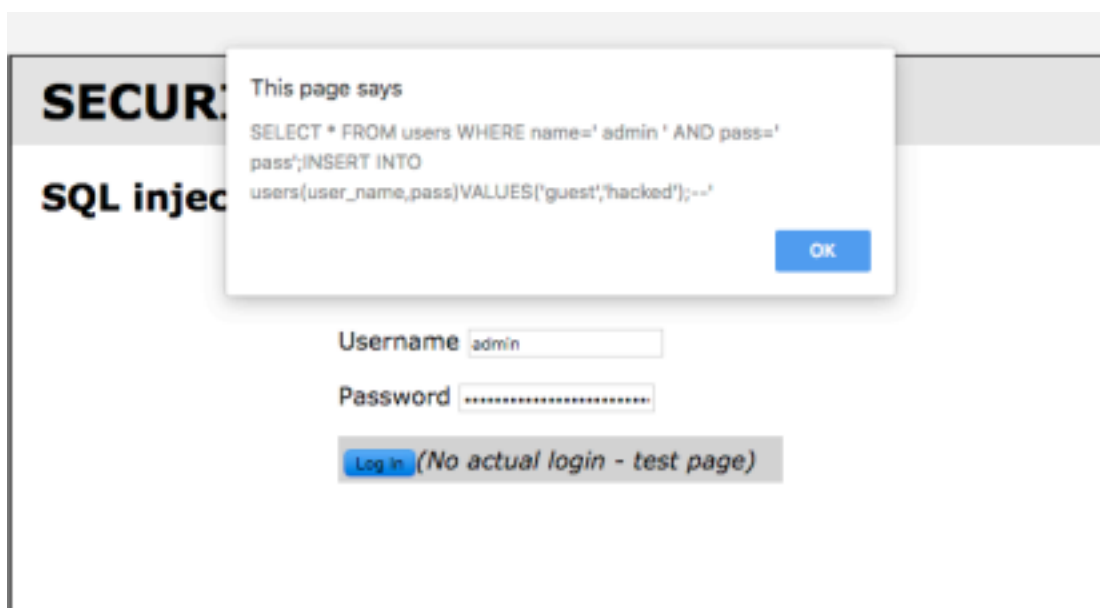 SECURI
This page says
SELECT * FROM users WHERE name=' admin ' AND pass='
pass';INSERT INTO
users(user_name,pass)VALUES('guest','hacked');--'
OK
SQL injec
Username admin
Password ························
Log In (No actual login - test page)